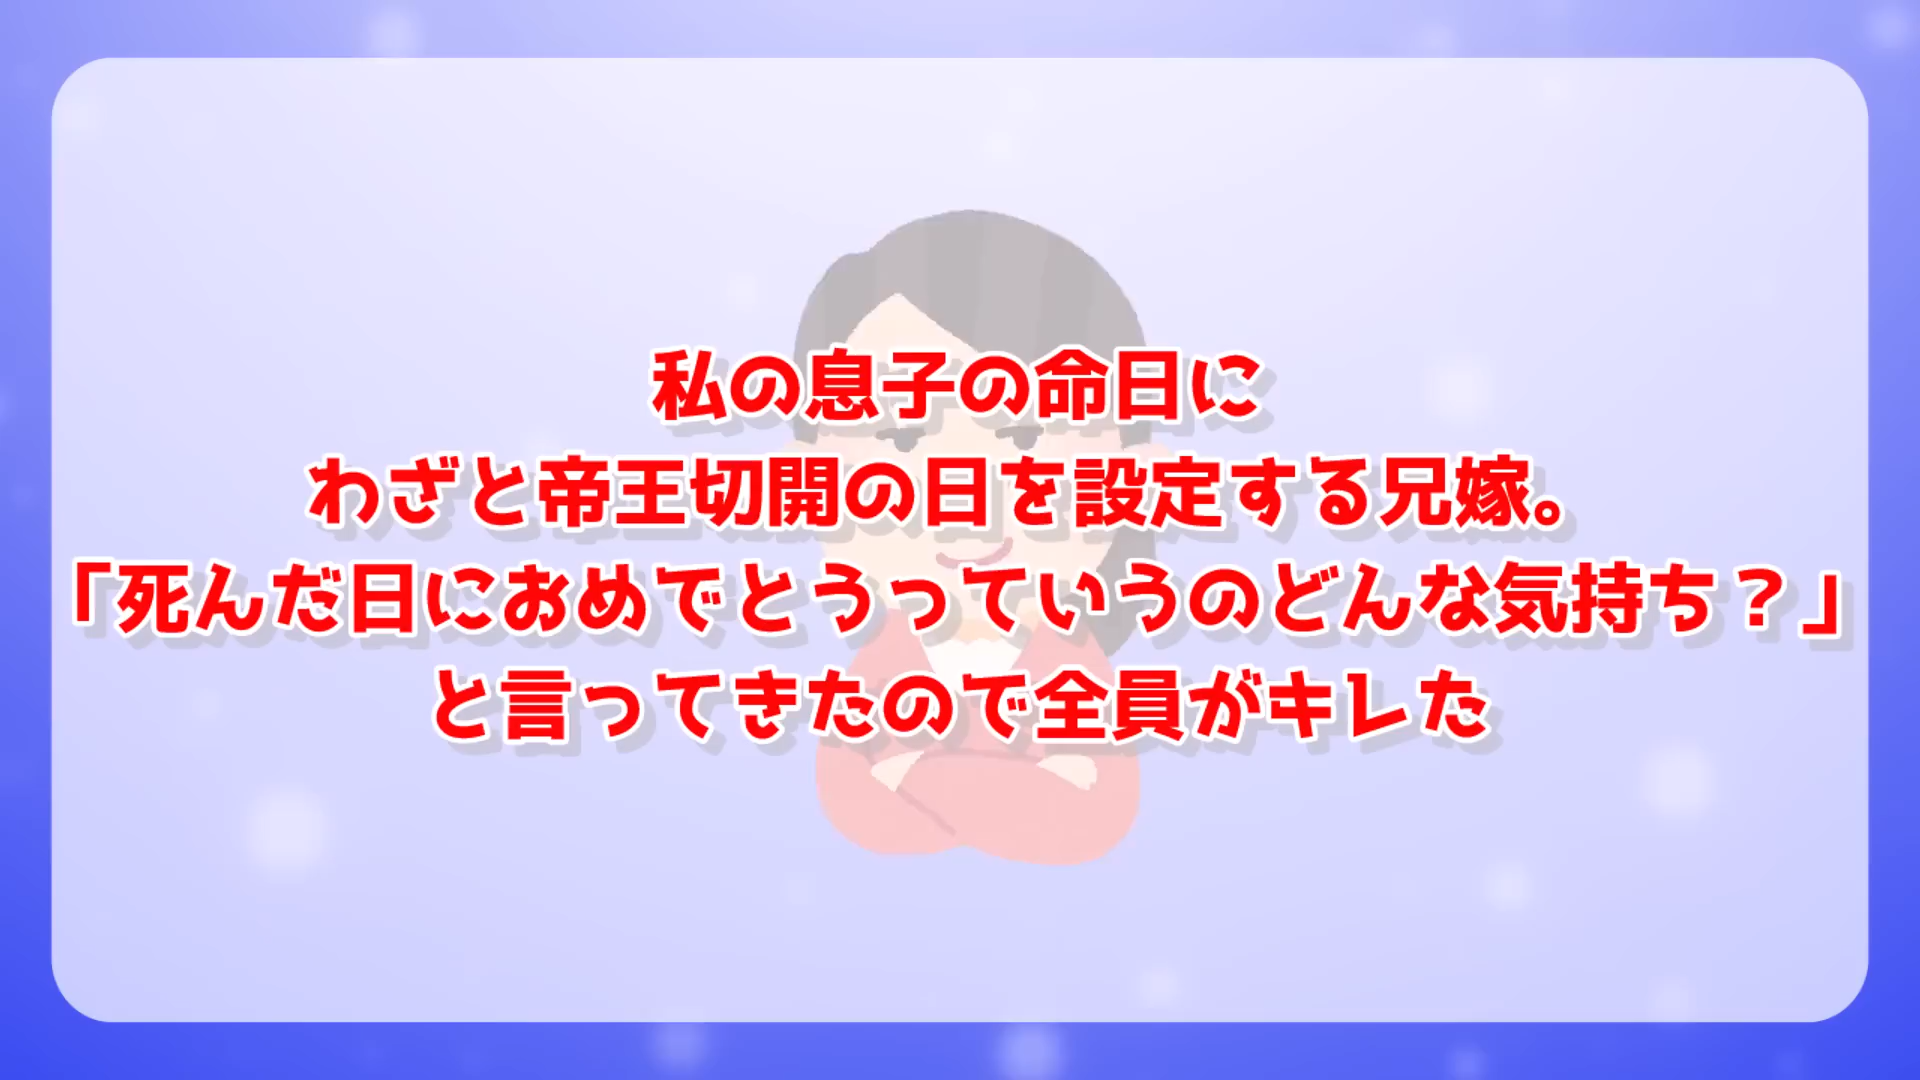 私の息子の命日に
わざと帝王切開の日を設定する兄嫁。
「死んだ日におめでとうっていうのどんな気持ち？」
と言ってきたので全員がキレた